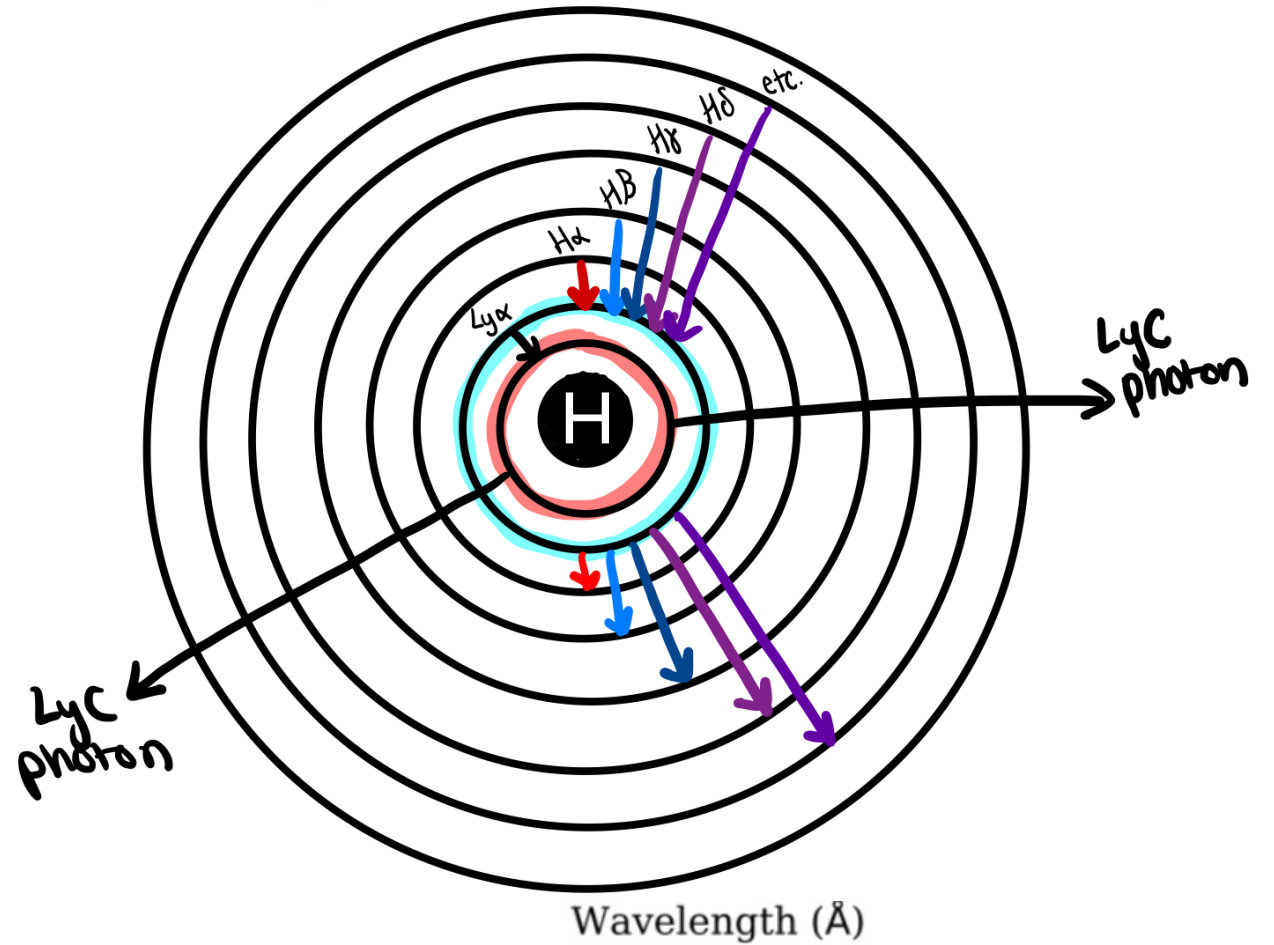 etc.
Hδ
Hγ
Hβ
Hα
Lyα
H
LyC
photon
LyC
photon
Wavelength (Å)